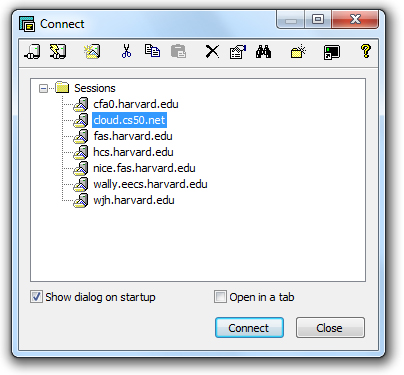 Connect
Sessions
cfa0.harvard.edu
cloud.cs50.net
fas.harvard.edu
hcs.harvard.edu
nice.fas.harvard.edu
wally.eecs.harvard.edu
wjh.harvard.edu
Show dialog on startup
Open in a tab
Connect
Close